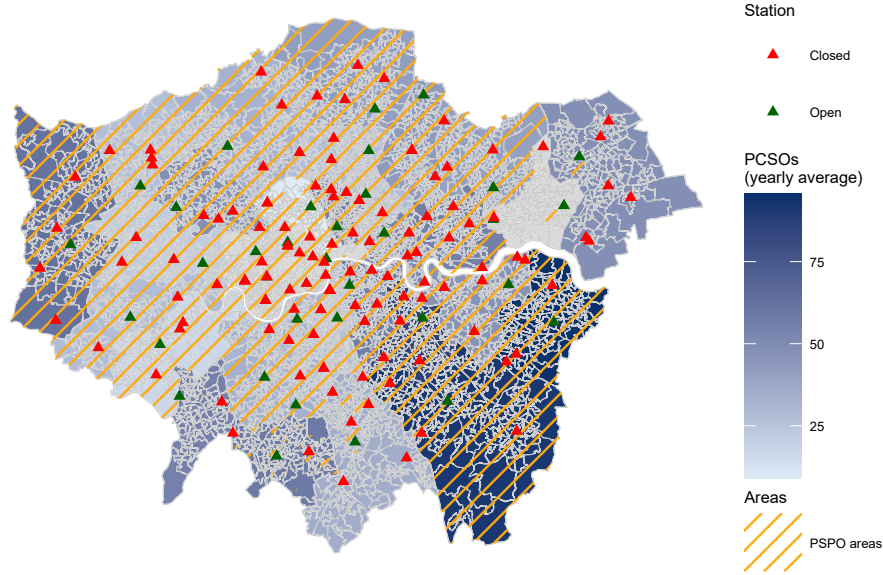 Station
Closed
Open
PCSOs
(yearly average)
75
50
25
Areas
PSPO areas